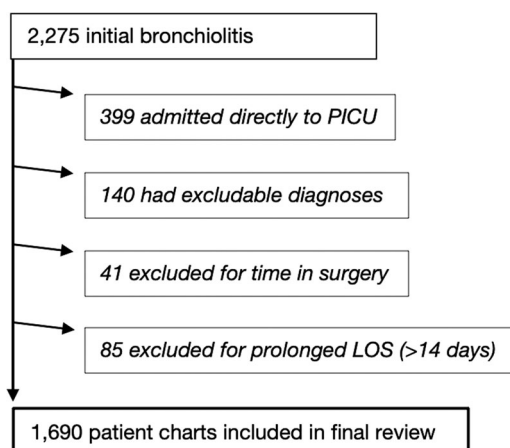 2,275 initial bronchiolitis
399 admitted directly to PICU
140 had excludable diagnoses
41 excluded for time in surgery
85 excluded for prolonged LOS (>14 days)
1,690 patient charts included in final review